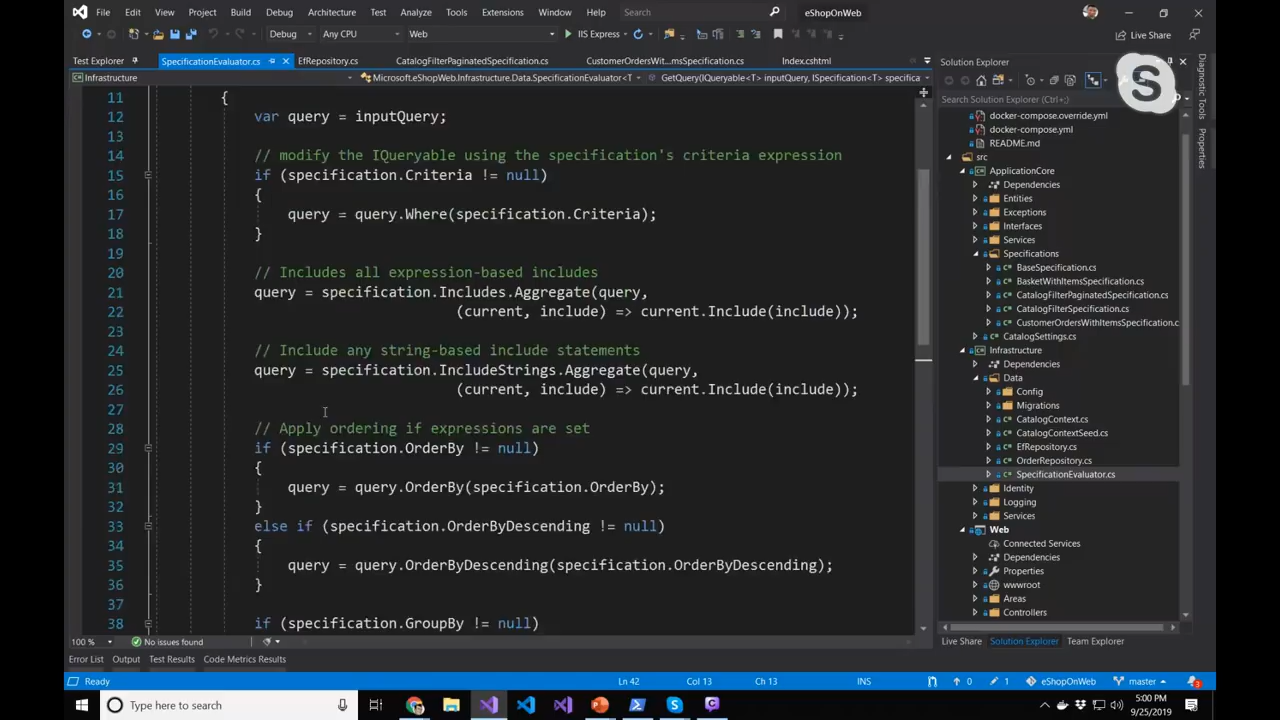 File Edit View Project Build Debug Architecture Test Analyze Tools Extensions Window Help Search eShopOnWeb
Debug Any CPU Web IIS Express Live Share
Test Explorer SpecificationEvaluator.cs EfRepository.cs CatalogFilterPaginatedSpecification.cs CustomerOrdersWit...msSpecification.cs Index.cshtml
Infrastructure Microsoft.eShopWeb.Infrastructure.Data.SpecificationEvaluator<T GetQuery(IQueryable<T> inputQuery, ISpecification<T> specifica
11 {
12 var query = inputQuery;
13
14 // modify the IQueryable using the specification's criteria expression
15 if (specification.Criteria != null)
16 {
17 query = query.Where(specification.Criteria);
18 }
19
20 // Includes all expression-based includes
21 query = specification.Includes.Aggregate(query,
22 (current, include) => current.Include(include));
23
24 // Include any string-based include statements
25 query = specification.IncludeStrings.Aggregate(query,
26 (current, include) => current.Include(include));
27
28 // Apply ordering if expressions are set
29 if (specification.OrderBy != null)
30 {
31 query = query.OrderBy(specification.OrderBy);
32 }
33 else if (specification.OrderByDescending != null)
34 {
35 query = query.OrderByDescending(specification.OrderByDescending);
36 }
37
38 if (specification.GroupBy != null)
100 % No issues found
Solution Explorer
Search Solution Explorer (Ctrl+;)
docker-compose.override.yml
docker-compose.yml
README.md
src
ApplicationCore
Dependencies
Entities
Exceptions
Interfaces
Services
Specifications
BaseSpecification.cs
BasketWithItemsSpecification.cs
CatalogFilterPaginatedSpecification.cs
CatalogFilterSpecification.cs
CustomerOrdersWithItemsSpecification.c
CatalogSettings.cs
Infrastructure
Dependencies
Data
Config
Migrations
CatalogContext.cs
CatalogContextSeed.cs
EfRepository.cs
OrderRepository.cs
SpecificationEvaluator.cs
Identity
Logging
Services
Web
Connected Services
Dependencies
Properties
wwwroot
Areas
Controllers
Live Share Solution Explorer Team Explorer
Diagnostic Tools
Properties
S
Error List Output Test Results Code Metrics Results
Ready Ln 42 Col 13 Ch 13 INS 0 1 eShopOnWeb master 3
Type here to search 5:00 PM
9/25/2019